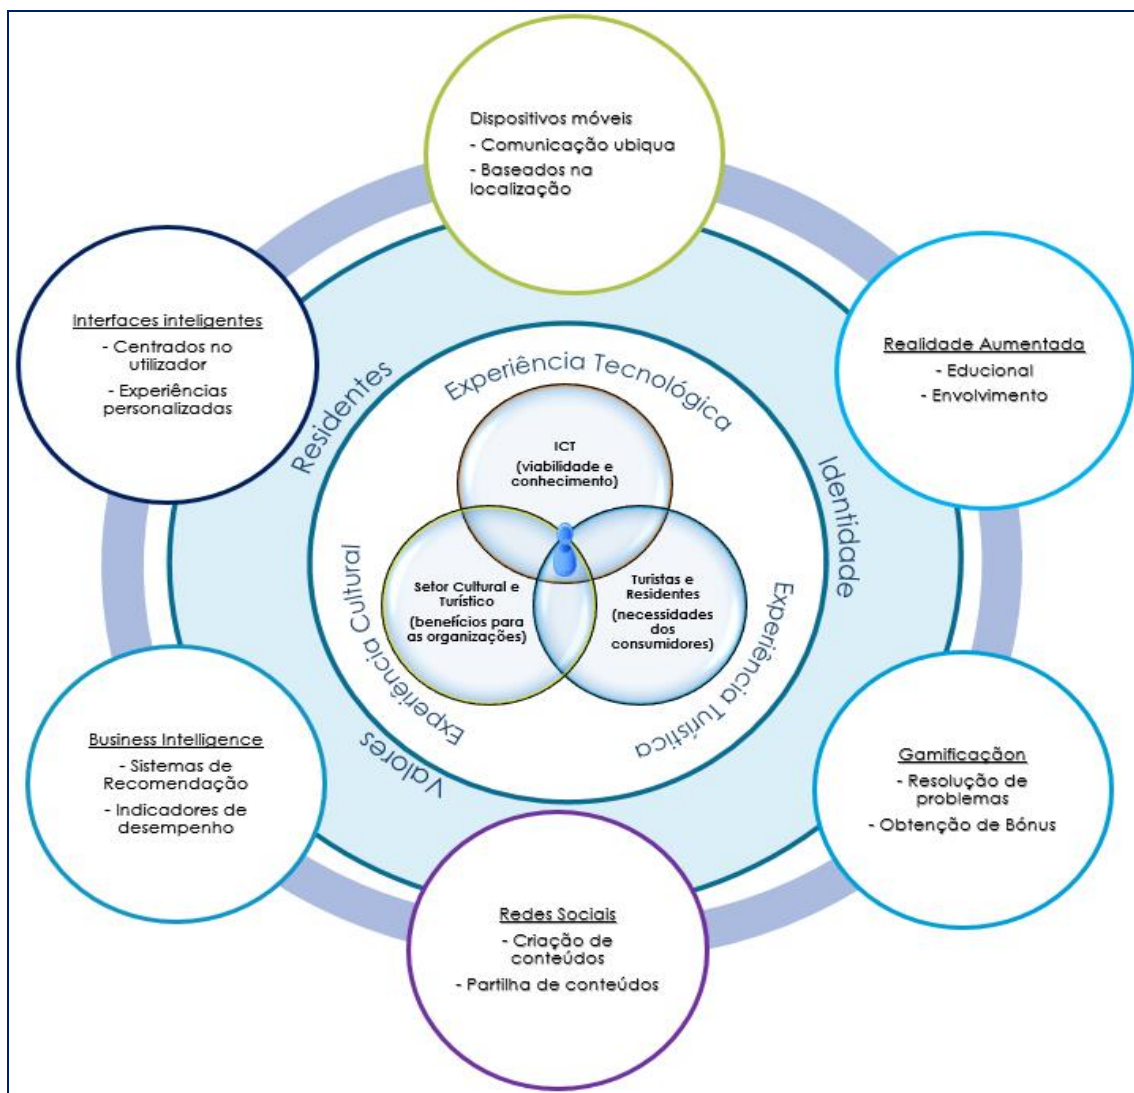 Dispositivos móveis
- Comunicação ubiqua
- Baseados na
localização
Interfaces inteligentes
- Centrados no
utilizador
- Experiências
personalizadas
Realidade Aumentada
- Educional
- Envolvimento
Residentes
Experiência Tecnológica
Identidade
ICT
(viabilidade e
conhecimento)
Setor Cultural e
Turístico
(benefícios para
as organizações)
Turistas e
Residentes
(necessidades
dos
consumidores)
Experiência Cultural
Experiência Turística
Valores
Business Intelligence
- Sistemas de
Recomendação
- Indicadores de
desempenho
Gamificaçãon
- Resolução de
problemas
- Obtenção de Bónus
Redes Sociais
- Criação de
conteúdos
- Partilha de conteúdos